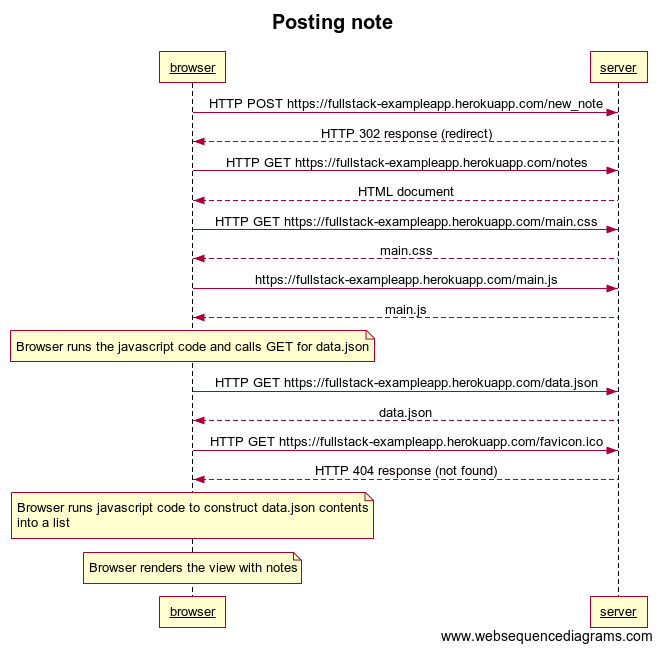 Posting note
browser
server
HTTP POST https://fullstack-exampleapp.herokuapp.com/new_note
HTTP 302 response (redirect)
HTTP GET https://fullstack-exampleapp.herokuapp.com/notes
HTML document
HTTP GET https://fullstack-exampleapp.herokuapp.com/main.css
main.css
https://fullstack-exampleapp.herokuapp.com/main.js
main.js
Browser runs the javascript code and calls GET for data.json
HTTP GET https://fullstack-exampleapp.herokuapp.com/data.json
data.json
HTTP GET https://fullstack-exampleapp.herokuapp.com/favicon.ico
HTTP 404 response (not found)
Browser runs javascript code to construct data.json contents
into a list
Browser renders the view with notes
browser
server
www.websequencediagrams.com